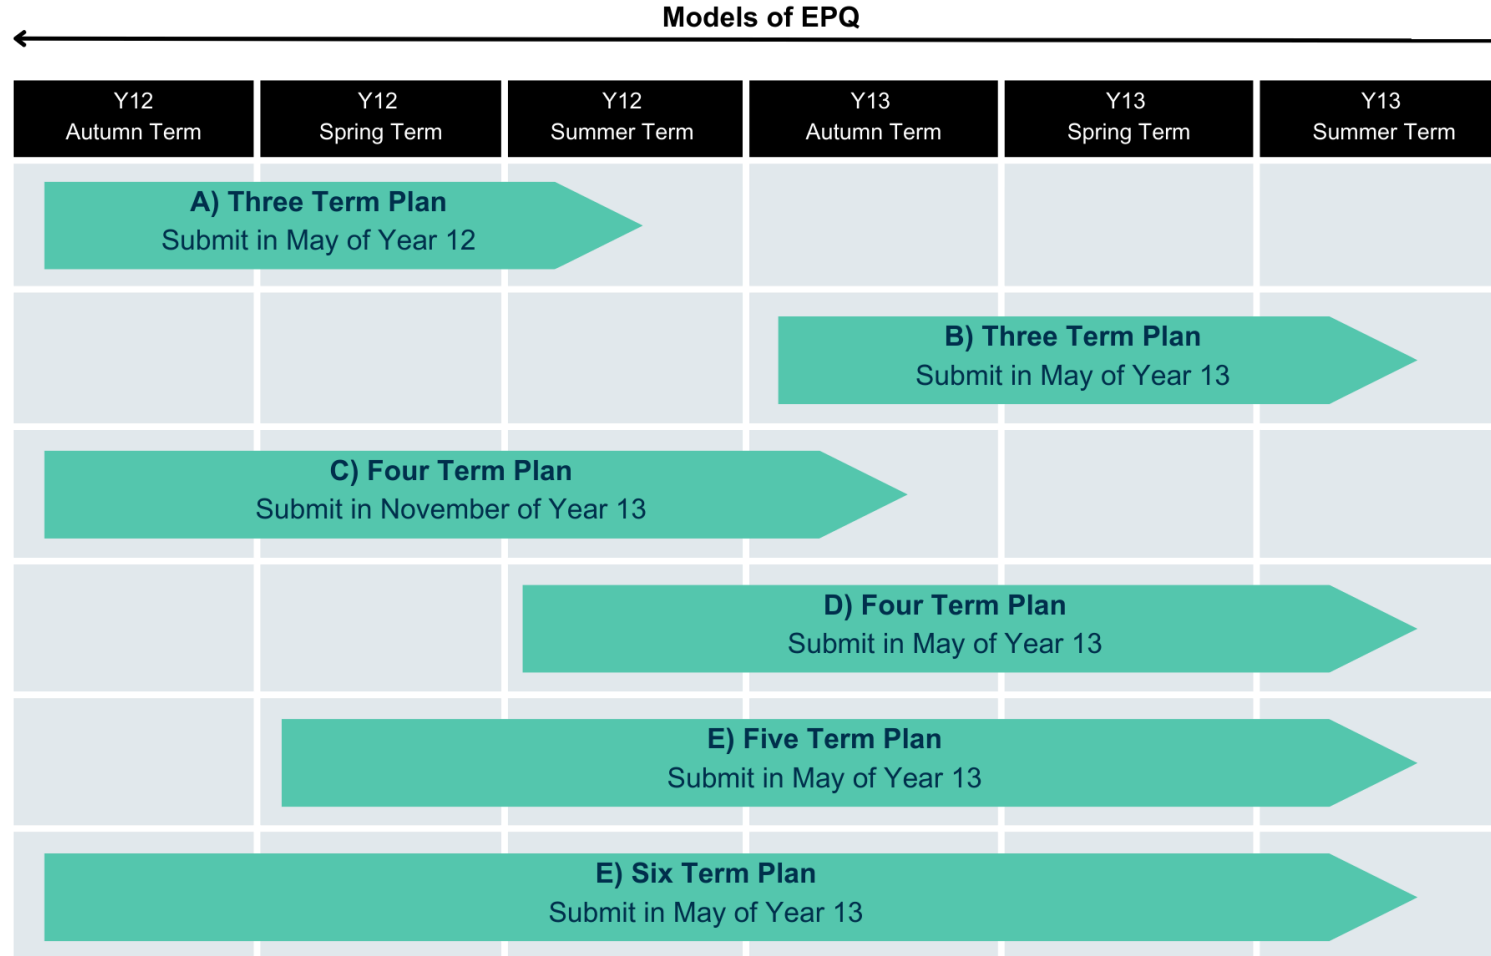 Models of EPQ
Y12
Autumn Term
Y12
Spring Term
Y12
Summer Term
Y13
Autumn Term
Y13
Spring Term
Y13
Summer Term
A) Three Term Plan
Submit in May of Year 12
B) Three Term Plan
Submit in May of Year 13
C) Four Term Plan
Submit in November of Year 13
D) Four Term Plan
Submit in May of Year 13
E) Five Term Plan
Submit in May of Year 13
E) Six Term Plan
Submit in May of Year 13